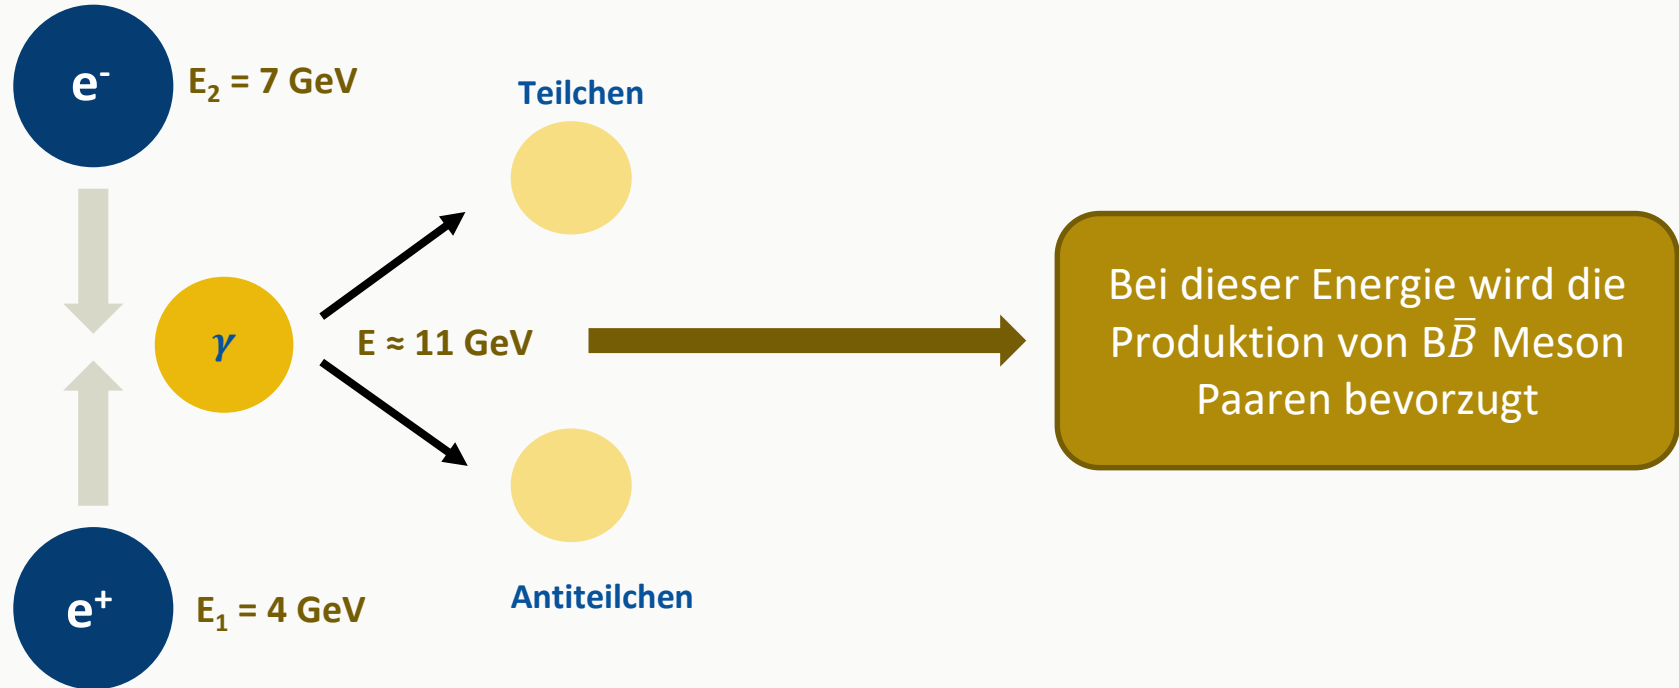 e⁻
E₂ = 7 GeV
Teilchen
γ
E ≈ 11 GeV
Bei dieser Energie wird die
Produktion von BB̅ Meson
Paaren bevorzugt
e⁺
E₁ = 4 GeV
Antiteilchen